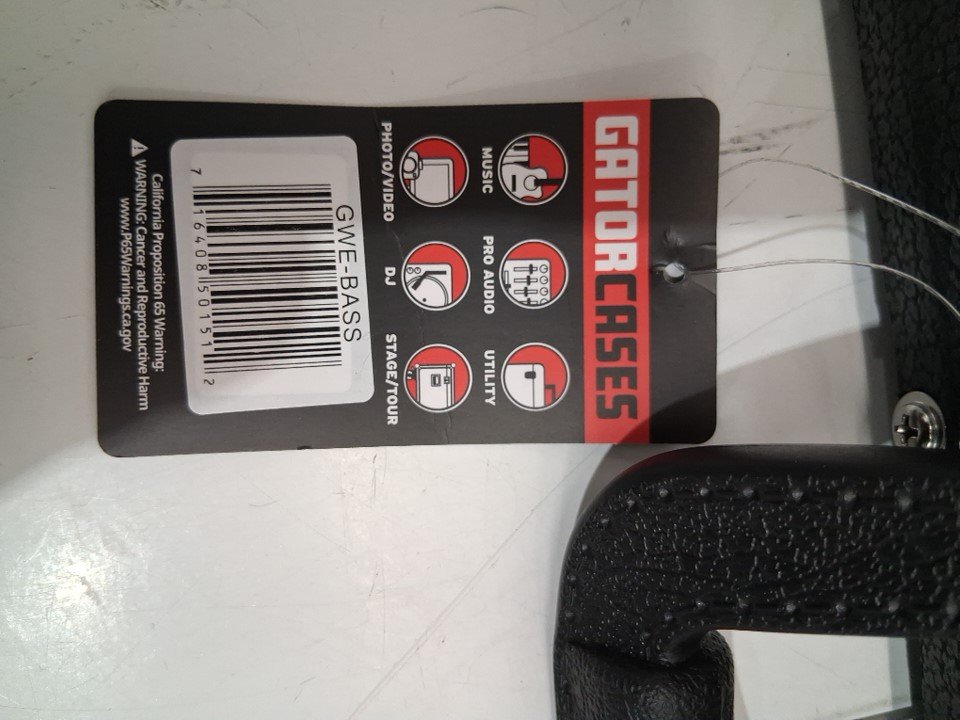 GATORCASES
MUSIC
PRO AUDIO
UTILITY
PHOTO/VIDEO
DJ
STAGE/TOUR
GWE-BASS
7 16408 50151 2
California Proposition 65 Warning:
⚠ WARNING: Cancer and Reproductive Harm
www.P65Warnings.ca.gov